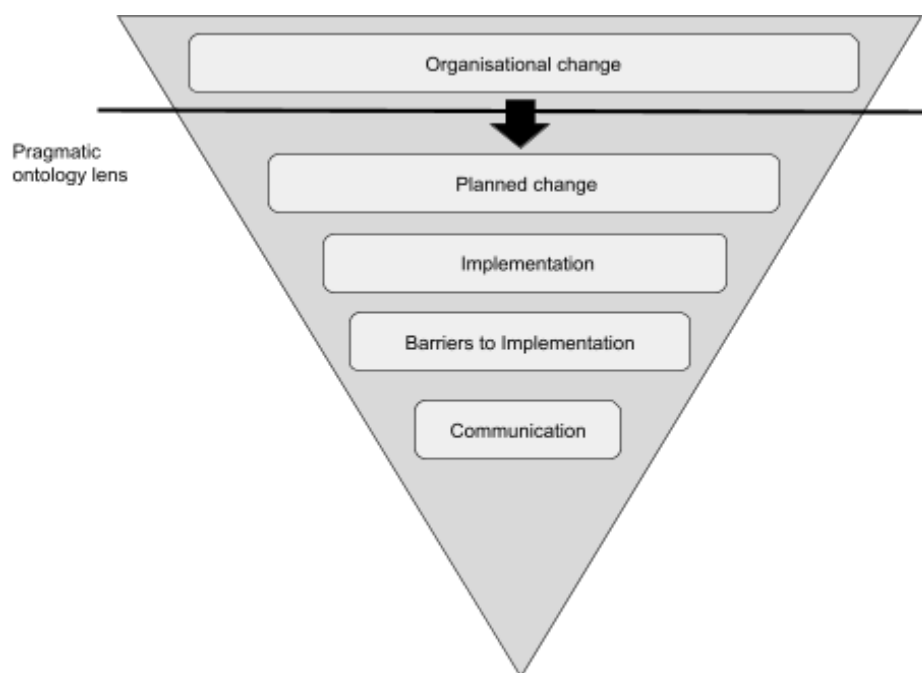 Organisational change
Pragmatic
ontology lens
Planned change
Implementation
Barriers to Implementation
Communication